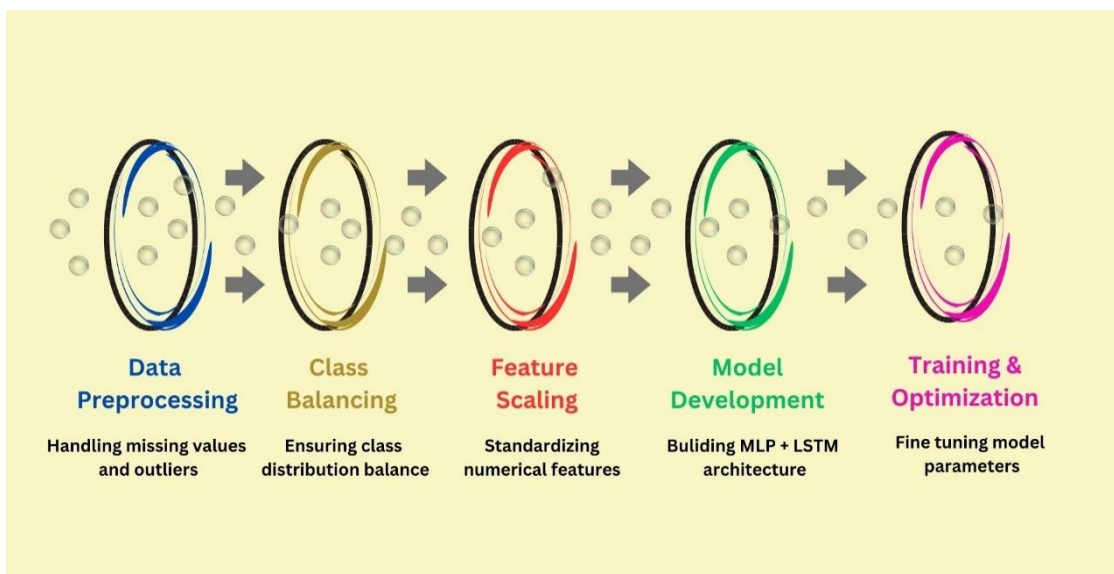 Data
Preprocessing
Handling missing values
and outliers
Class
Balancing
Ensuring class
distribution balance
Feature
Scaling
Standardizing
numerical features
Model
Development
Buliding MLP + LSTM
architecture
Training &
Optimization
Fine tuning model
parameters